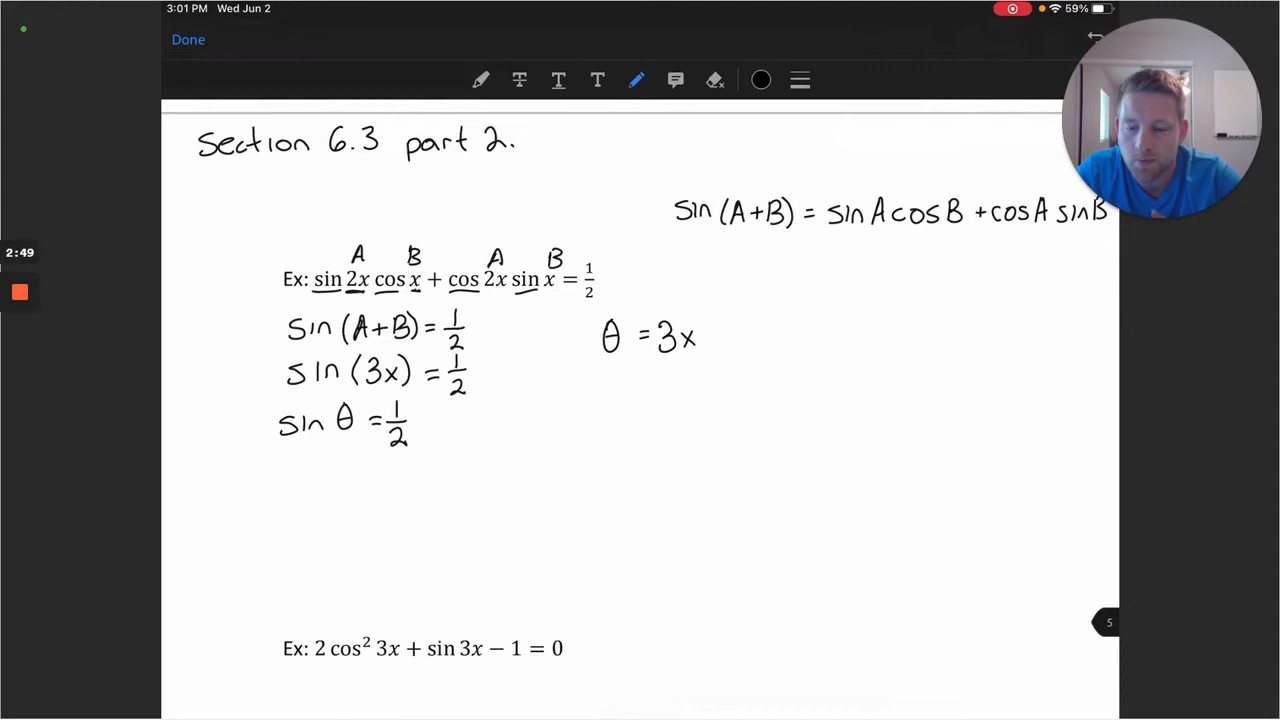 3:01 PM Wed Jun 2 59%
Done
T T
Section 6.3 part 2.
sin (A+B) = sin A cos B + cos A sin B
2:49
A B A B
Ex: sin 2x cos x + cos 2x sin x = 1/2
sin (A+B) = 1/2
θ = 3x
sin (3x) = 1/2
sin θ = 1/2
5
Ex: 2 cos² 3x + sin 3x − 1 = 0